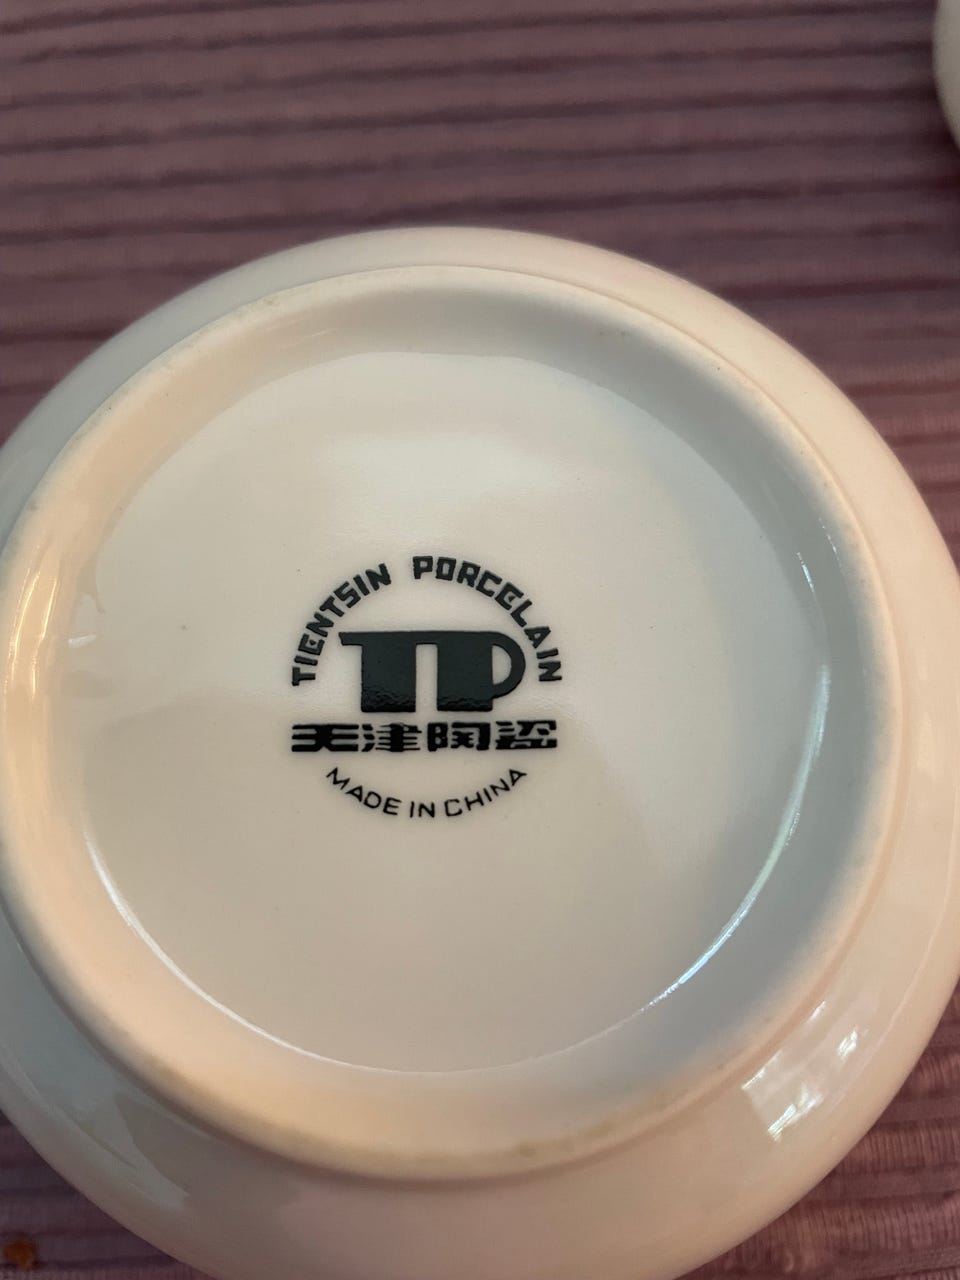 TIENTSIN PORCELAIN
TP
天津陶瓷
MADE IN CHINA